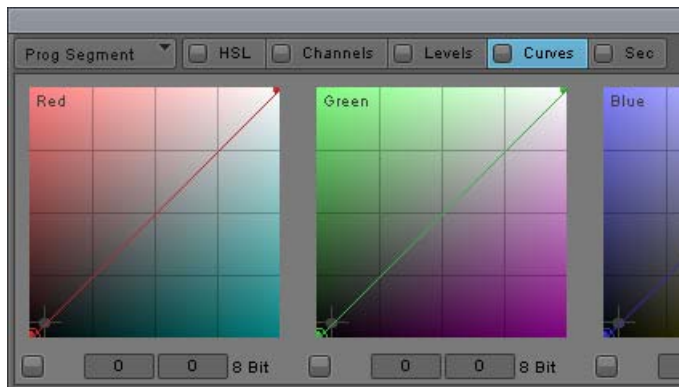 Prog Segment HSL Channels Levels Curves Sec
Red Green Blue
0 0 8 Bit 0 0 8 Bit